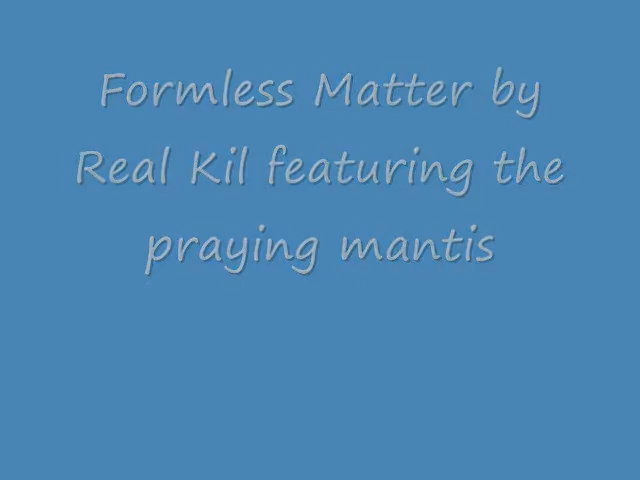 Formless Matter by
Real Kil featuring the
praying mantis